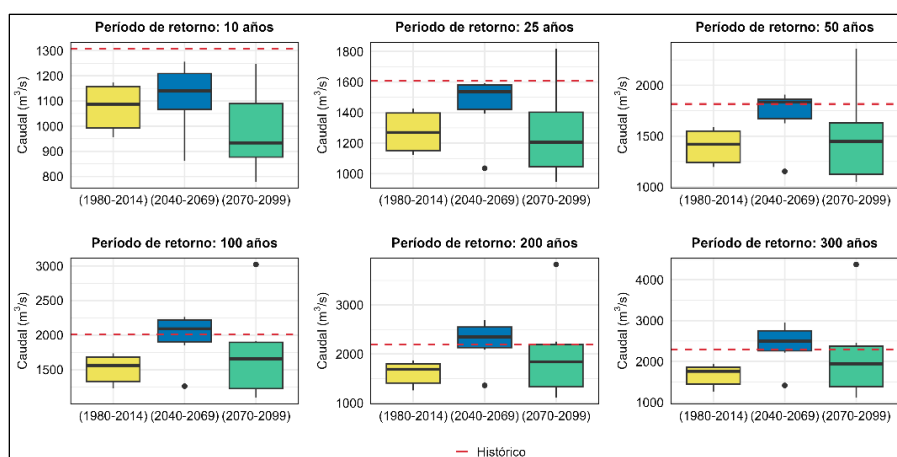 Período de retorno: 10 años
Período de retorno: 25 años
Período de retorno: 50 años
Caudal (m³/s)
1300
1200
1100
1000
900
800
(1980-2014) (2040-2069) (2070-2099)
Caudal (m³/s)
1800
1600
1400
1200
1000
(1980-2014) (2040-2069) (2070-2099)
Caudal (m³/s)
2000
1500
1000
(1980-2014) (2040-2069) (2070-2099)
Período de retorno: 100 años
Período de retorno: 200 años
Período de retorno: 300 años
Caudal (m³/s)
3000
2500
2000
1500
(1980-2014) (2040-2069) (2070-2099)
Caudal (m³/s)
3000
2000
1000
(1980-2014) (2040-2069) (2070-2099)
Caudal (m³/s)
4000
3000
2000
1000
(1980-2014) (2040-2069) (2070-2099)
Histórico